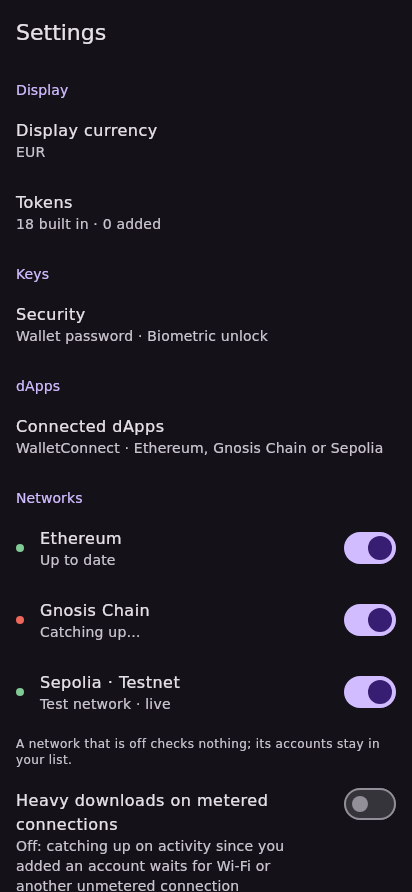 Settings
Display
Display currency
EUR
Tokens
18 built in · 0 added
Keys
Security
Wallet password · Biometric unlock
dApps
Connected dApps
WalletConnect · Ethereum, Gnosis Chain or Sepolia
Networks
Ethereum
Up to date
Gnosis Chain
Catching up…
Sepolia · Testnet
Test network · live
A network that is off checks nothing; its accounts stay in
your list.
Heavy downloads on metered
connections
Off: catching up on activity since you
added an account waits for Wi-Fi or
another unmetered connection